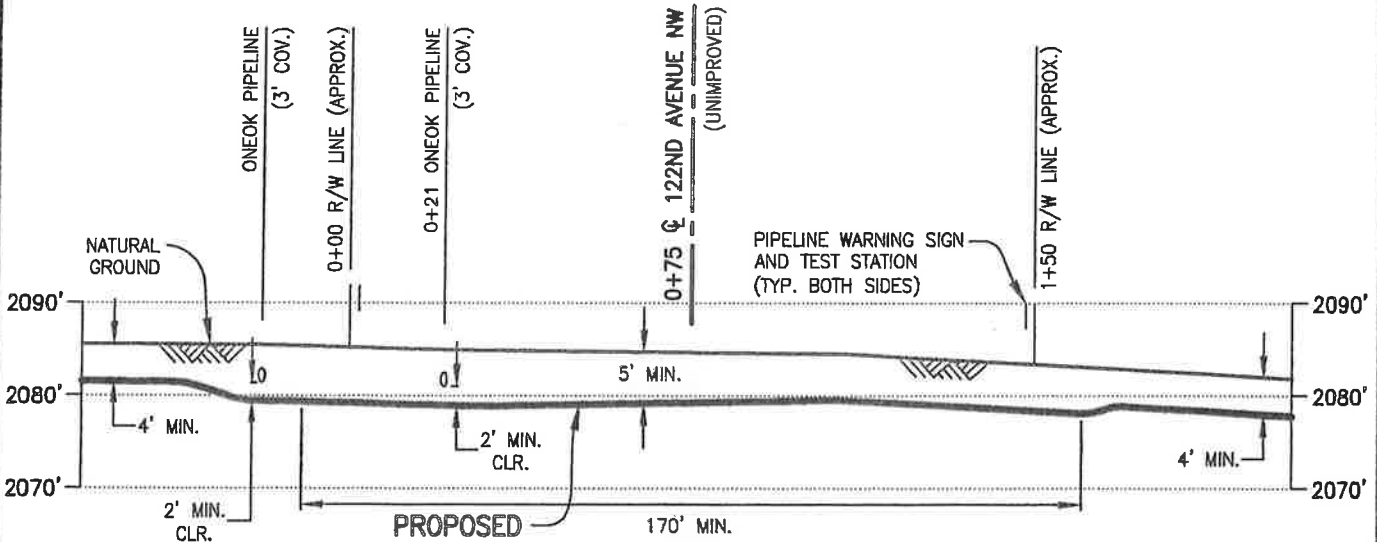 ONEOK PIPELINE
(3' COV.)
0+00 R/W LINE (APPROX.)
0+21 ONEOK PIPELINE
(3' COV.)
0+75 ℄ 122ND AVENUE NW
(UNIMPROVED)
1+50 R/W LINE (APPROX.)
NATURAL
GROUND
PIPELINE WARNING SIGN
AND TEST STATION
(TYP. BOTH SIDES)
2090'
2090'
5' MIN.
2080'
2080'
4' MIN.
2' MIN.
CLR.
4' MIN.
2070'
2070'
2' MIN.
CLR.
PROPOSED
170' MIN.